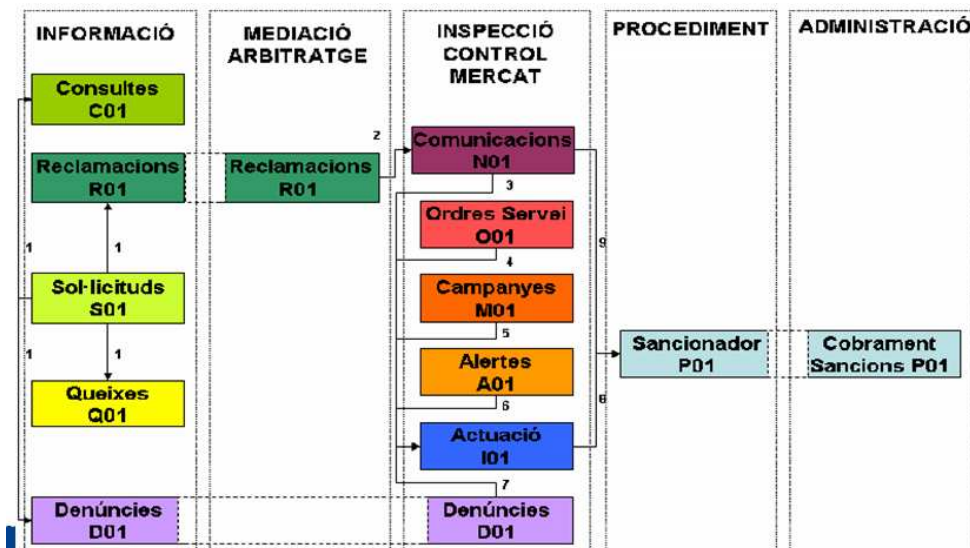 INFORMACIÓ
MEDIACIÓ
ARBITRATGE
INSPECCIÓ
CONTROL
MERCAT
PROCEDIMENT
ADMINISTRACIÓ
Consultes
C01
2
Comunicacions
N01
Reclamacions
R01
Reclamacions
R01
3
Ordres Servei
O01
1
1
9
4
Sol·licituds
S01
Campanyes
M01
5
1
1
Sancionador
P01
Cobrament
Sancions P01
Alertes
A01
6
8
Queixes
Q01
Actuació
I01
7
Denúncies
D01
Denúncies
D01